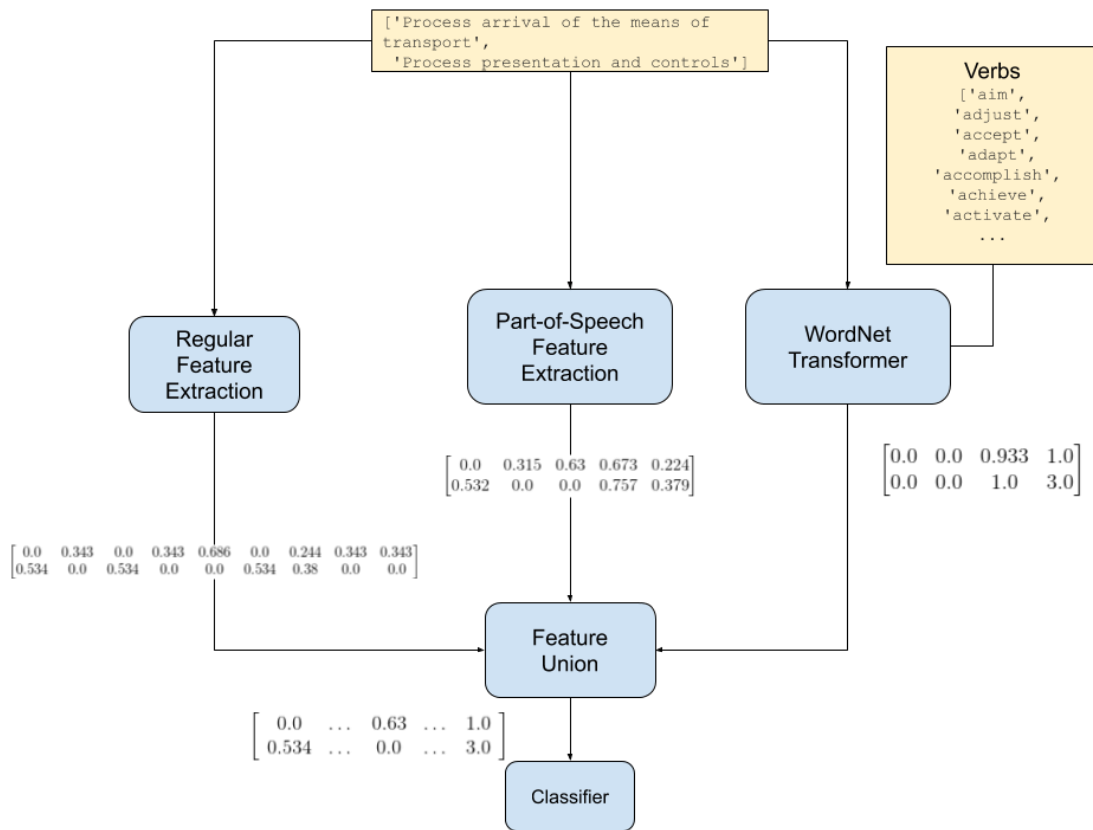 ['Process arrival of the means of
transport',
'Process presentation and controls']
Verbs
['aim',
'adjust',
'accept',
'adapt',
'accomplish',
'achieve',
'activate',
...
Regular
Feature
Extraction
Part-of-Speech
Feature
Extraction
WordNet
Transformer
[0.0 0.315 0.63 0.673 0.224]
[0.532 0.0 0.0 0.757 0.379]
[0.0 0.0 0.933 1.0]
[0.0 0.0 1.0 3.0]
[0.0 0.343 0.0 0.343 0.686 0.0 0.244 0.343 0.343]
[0.534 0.0 0.534 0.0 0.0 0.534 0.38 0.0 0.0]
Feature
Union
[0.0 ... 0.63 ... 1.0]
[0.534 ... 0.0 ... 3.0]
Classifier